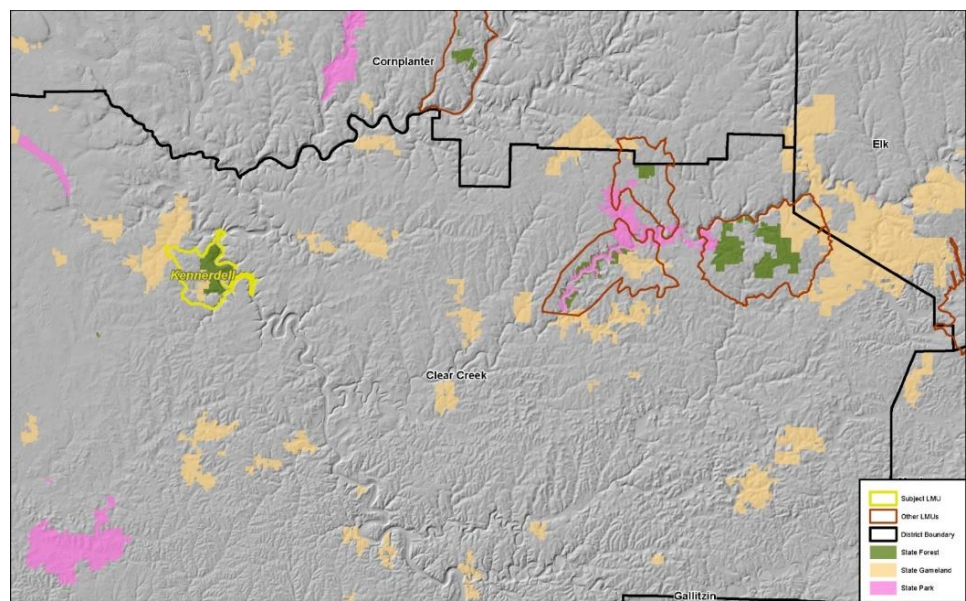 Cornplanter
Elk
Kennerdell
Clear Creek
Gallitzin
Subject LMU
Other LMUs
District Boundary
State Forest
State Gameland
State Park